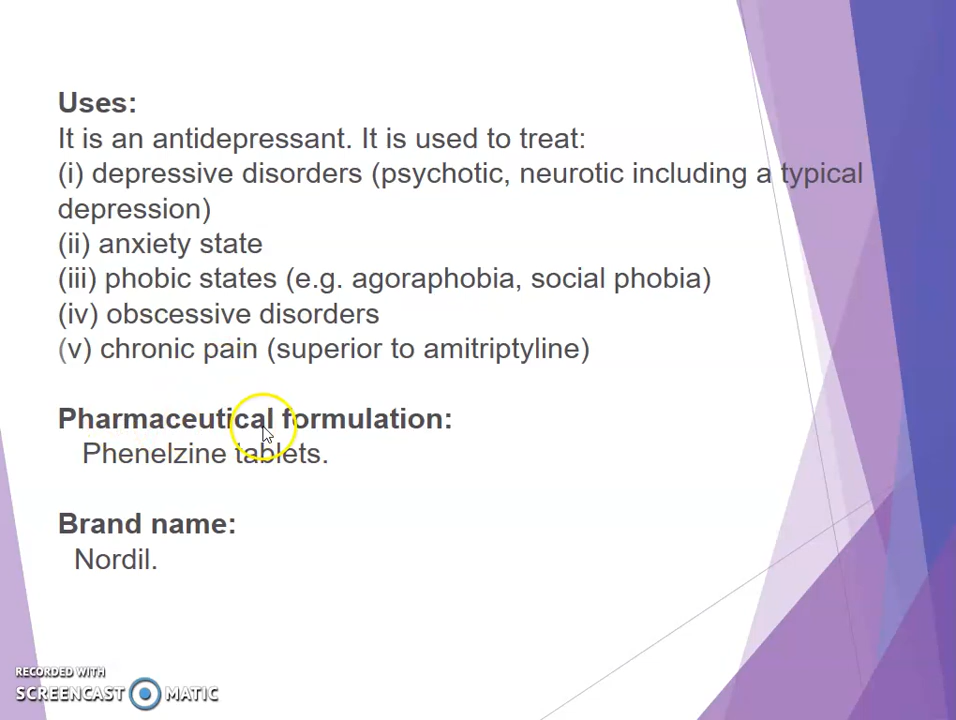 Uses:
It is an antidepressant. It is used to treat:
(i) depressive disorders (psychotic, neurotic including a typical
depression)
(ii) anxiety state
(iii) phobic states (e.g. agoraphobia, social phobia)
(iv) obscessive disorders
(v) chronic pain (superior to amitriptyline)
Pharmaceutical formulation:
Phenelzine tablets.
Brand name:
Nordil.
RECORDED WITH
SCREENCAST MATIC